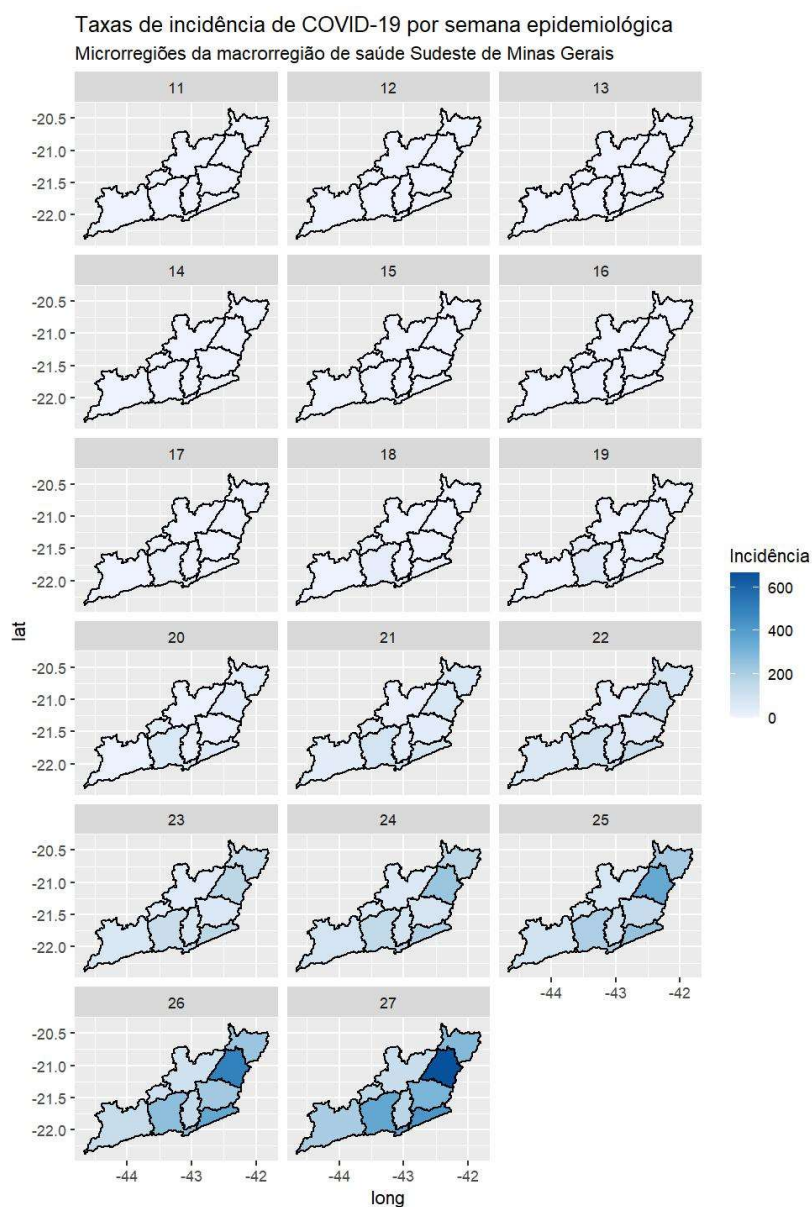 Taxas de incidência de COVID-19 por semana epidemiológica
Microrregiões da macrorregião de saúde Sudeste de Minas Gerais
11 12 13
-20.5
-21.0
-21.5
-22.0
14 15 16
-20.5
-21.0
-21.5
-22.0
17 18 19
-20.5
-21.0
-21.5
-22.0
lat
20 21 22
-20.5
-21.0
-21.5
-22.0
23 24 25
-20.5
-21.0
-21.5
-22.0
-44 -43 -42
26 27
-20.5
-21.0
-21.5
-22.0
-44 -43 -42 -44 -43 -42
long
Incidência
600
400
200
0